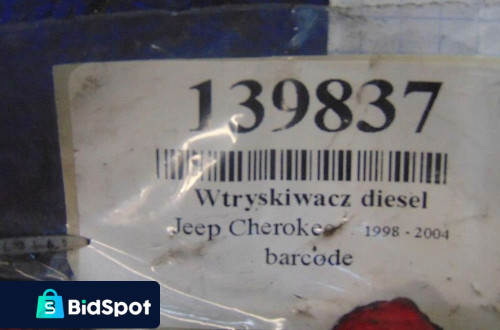 139837
Wtryskiwacz diesel
Jeep Cherokee 1998 - 2004
barcode
BidSpot